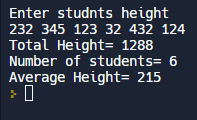 Enter studnts height
232 345 123 32 432 124
Total Height= 1288
Number of students= 6
Average Height= 215